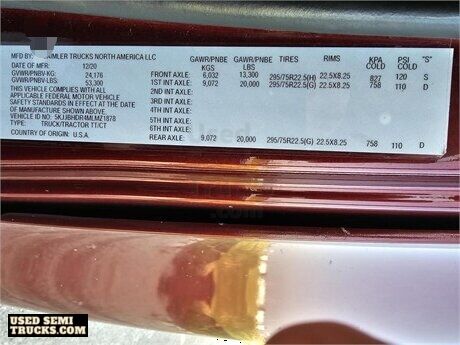 MFD BY: DAIMLER TRUCKS NORTH AMERICA LLC GAWR/PNBE KGS GAWR/PNBE LBS TIRES RIMS KPA COLD PSI COLD "S"
DATE OF MFR: 12/20
GVWR/PNBV-KG: 24,176 FRONT AXLE: 6,032 13,300 295/75R22.5(H) 22.5X8.25 827 120 S
GVWR/PNBV-LBS: 53,300 1ST INT AXLE: 9,072 20,000 295/75R22.5(G) 22.5X8.25 758 110 D
THIS VEHICLE COMPLIES WITH ALL 2ND INT AXLE:
APPLICABLE FEDERAL MOTOR VEHICLE 3RD INT AXLE:
SAFETY STANDARDS IN EFFECT AT DATE 4TH INT AXLE:
OF MANUFACTURE SHOWN ABOVE. 5TH INT AXLE:
VEHICLE ID NO: 5KJJBHDR4MLMZ1878 6TH INT AXLE:
TYPE: TRUCK/TRACTOR TT/CT REAR AXLE: 9,072 20,000 295/75R22.5(G) 22.5X8.25 758 110 D
COUNTRY OF ORIGIN: U.S.A.
USED SEMI
TRUCKS.COM